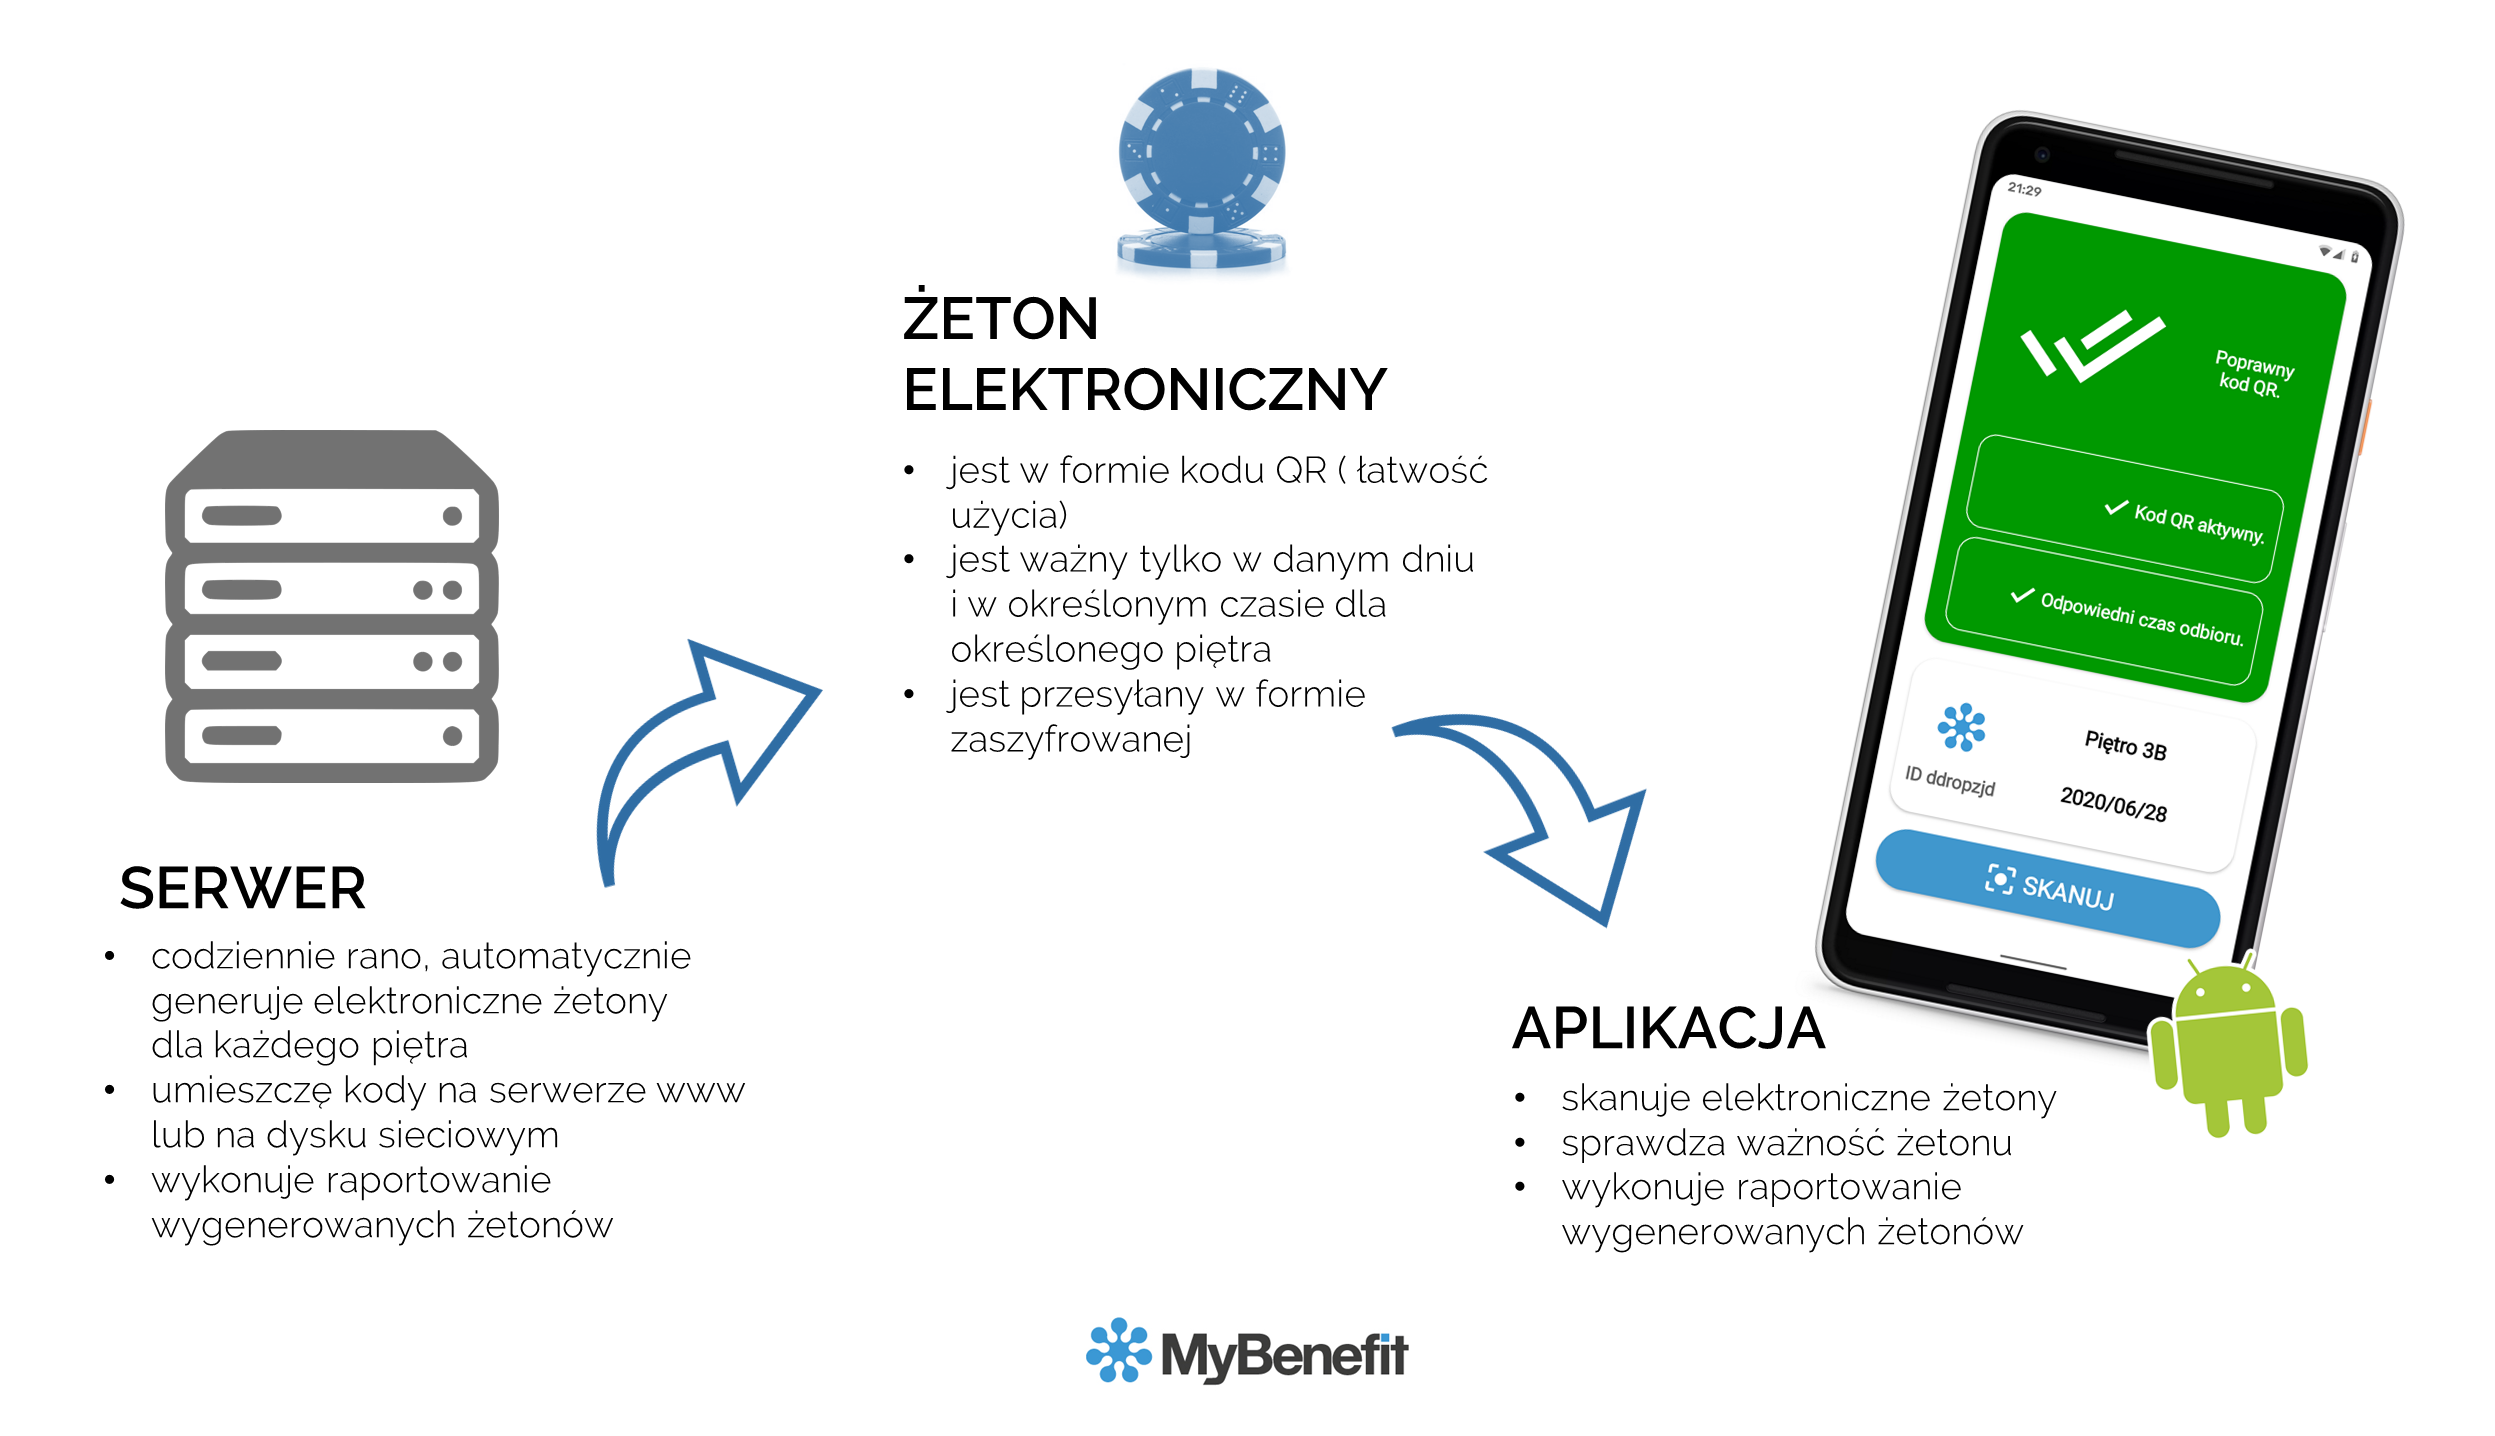 ŻETON
ELEKTRONICZNY
• jest w formie kodu QR ( łatwość
użycia)
• jest ważny tylko w danym dniu
i w określonym czasie dla
określonego piętra
• jest przesyłany w formie
zaszyfrowanej
SERWER
• codziennie rano, automatycznie
generuje elektroniczne żetony
dla każdego piętra
• umieszczę kody na serwerze www
lub na dysku sieciowym
• wykonuje raportowanie
wygenerowanych żetonów
21:29
Poprawny
kod QR.
Kod QR aktywny.
Odpowiedni czas odbioru.
Piętro 3B
ID ddropzjd
2020/06/28
SKANUJ
APLIKACJA
• skanuje elektroniczne żetony
• sprawdza ważność żetonu
• wykonuje raportowanie
wygenerowanych żetonów
MyBenefit